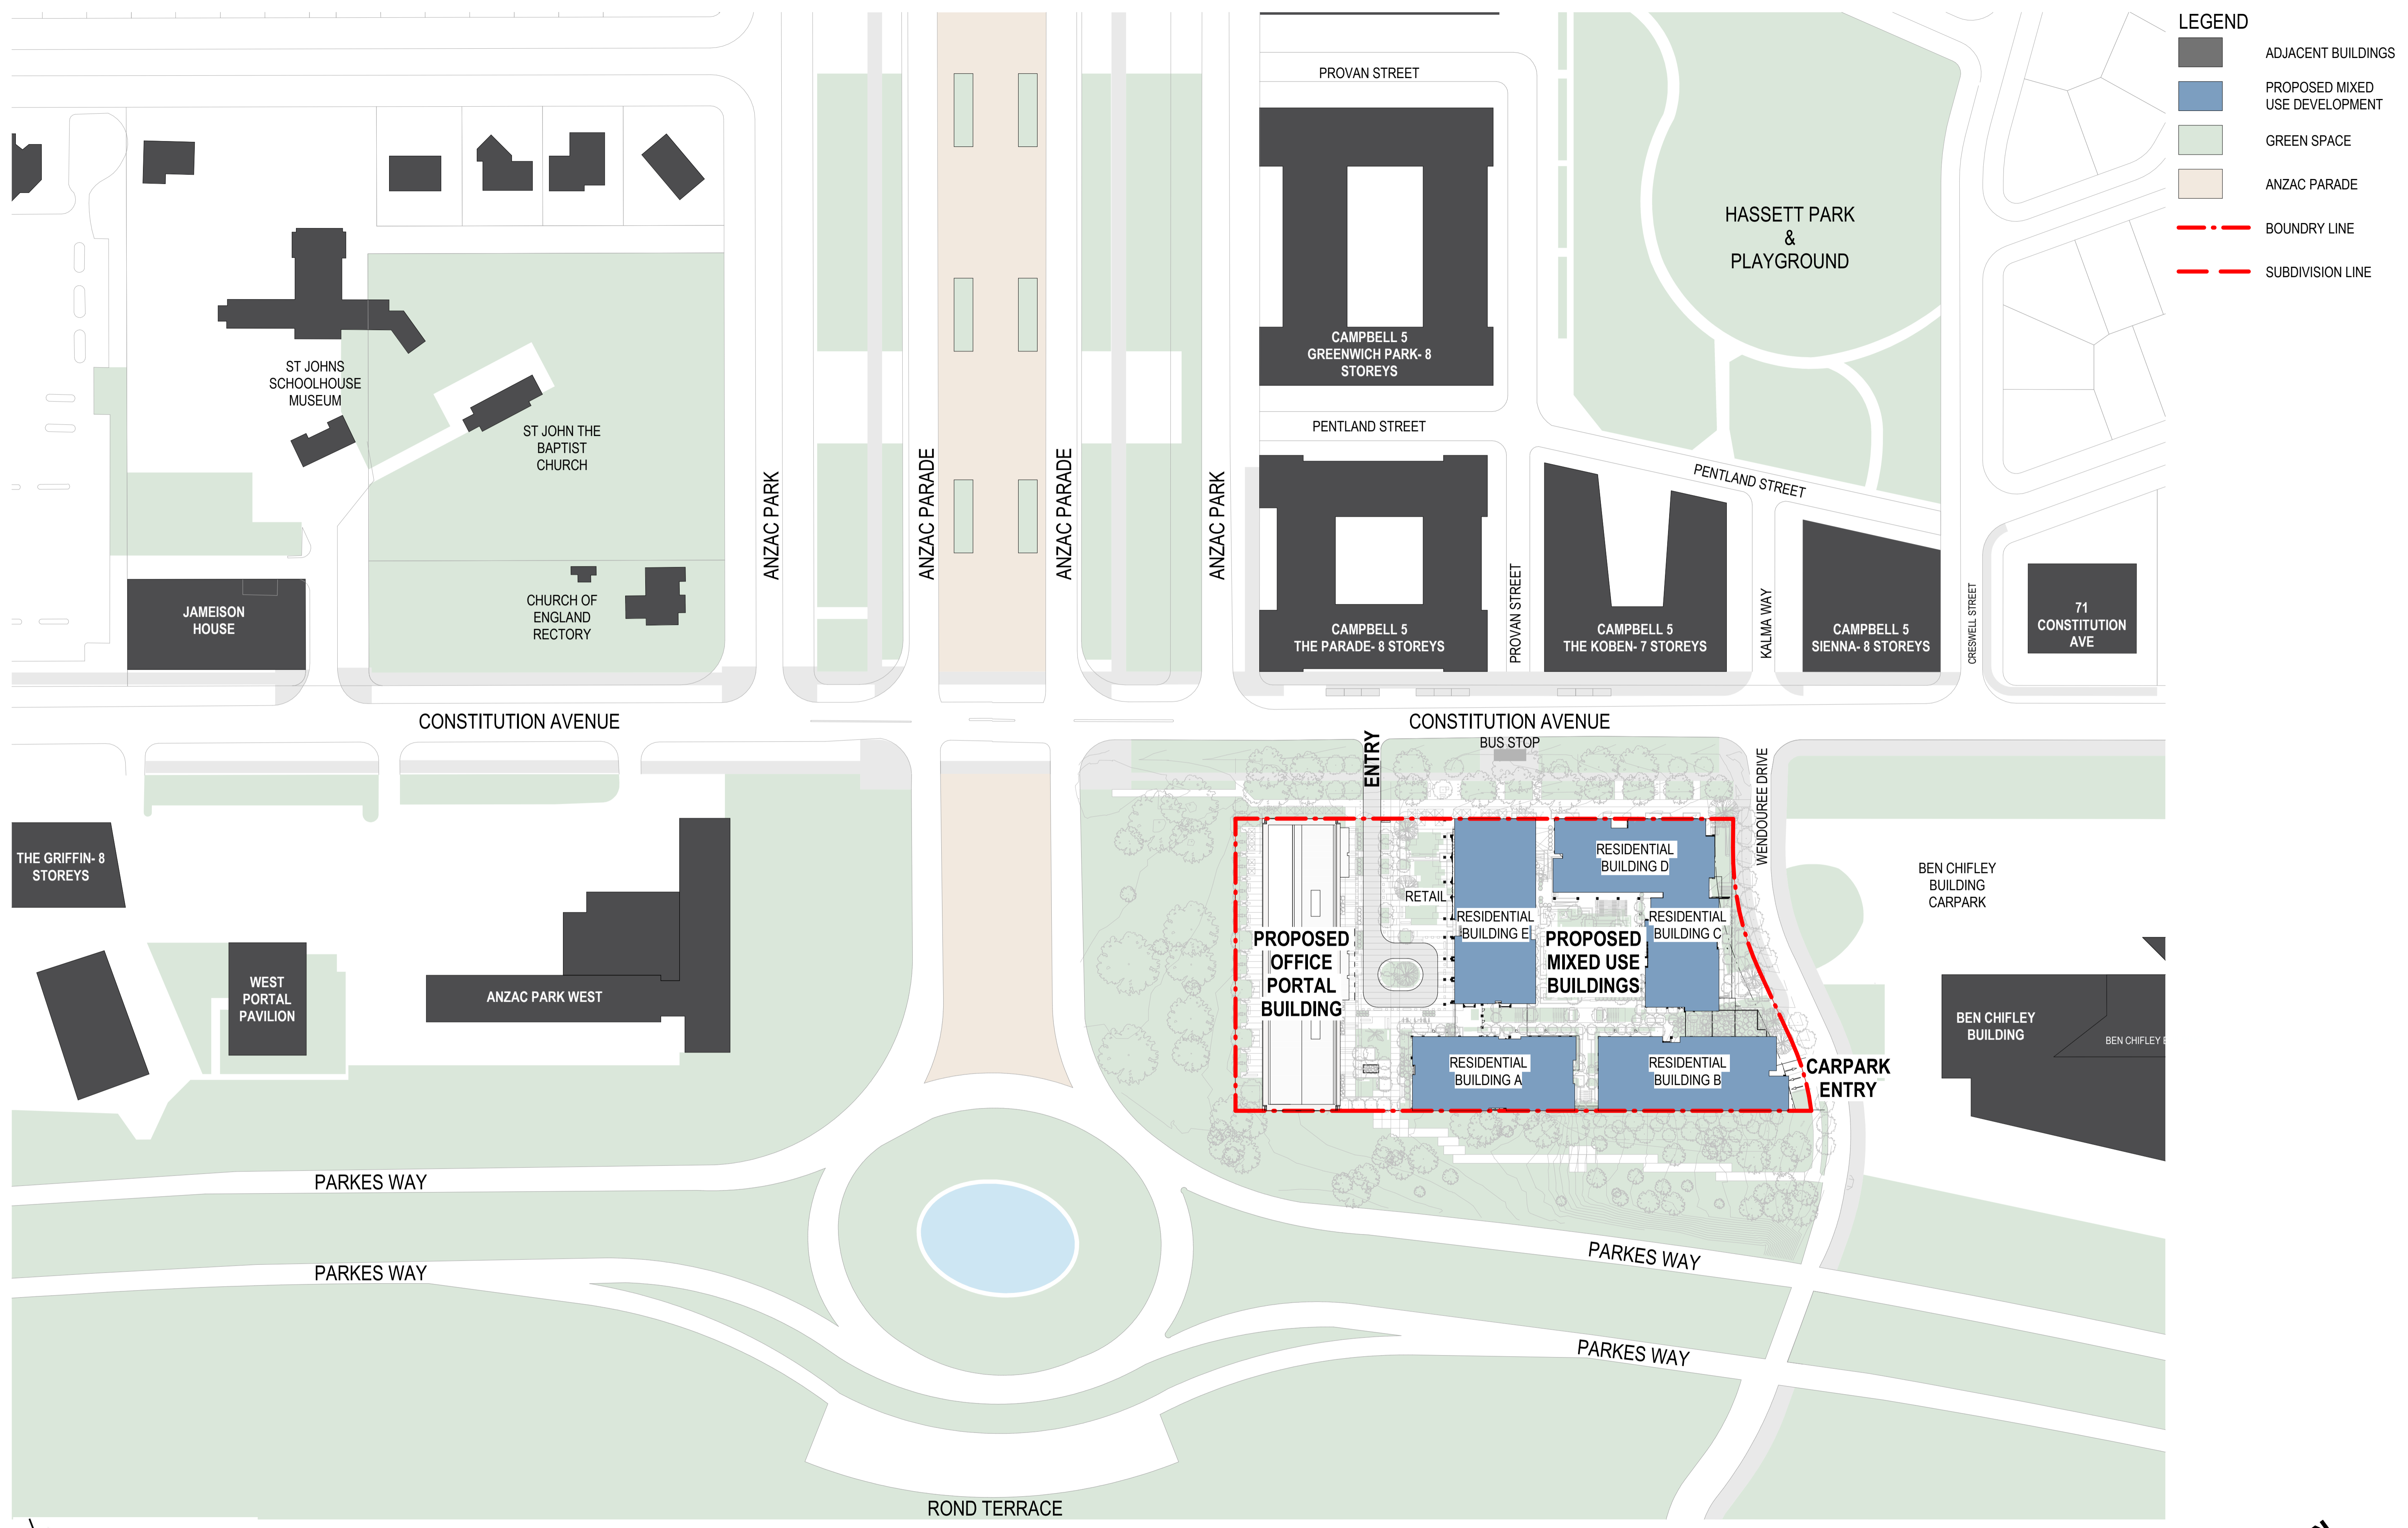 LEGEND
ADJACENT BUILDINGS
PROPOSED MIXED
USE DEVELOPMENT
GREEN SPACE
ANZAC PARADE
BOUNDRY LINE
SUBDIVISION LINE
PROVAN STREET
HASSETT PARK
&
PLAYGROUND
CAMPBELL 5
GREENWICH PARK- 8
STOREYS
ST JOHNS
SCHOOLHOUSE
MUSEUM
ST JOHN THE
BAPTIST
CHURCH
PENTLAND STREET
PENTLAND STREET
ANZAC PARK
ANZAC PARADE
ANZAC PARADE
ANZAC PARK
JAMEISON
HOUSE
CHURCH OF
ENGLAND
RECTORY
CAMPBELL 5
THE PARADE- 8 STOREYS
PROVAN STREET
CAMPBELL 5
THE KOBEN- 7 STOREYS
KALMA WAY
CAMPBELL 5
SIENNA- 8 STOREYS
CRESWELL STREET
71
CONSTITUTION
AVE
CONSTITUTION AVENUE
CONSTITUTION AVENUE
ENTRY
BUS STOP
WENDOUREE DRIVE
THE GRIFFIN- 8
STOREYS
RESIDENTIAL
BUILDING D
BEN CHIFLEY
BUILDING
CARPARK
RETAIL
RESIDENTIAL
BUILDING E
RESIDENTIAL
BUILDING C
PROPOSED
OFFICE
PORTAL
BUILDING
PROPOSED
MIXED USE
BUILDINGS
WEST
PORTAL
PAVILION
ANZAC PARK WEST
BEN CHIFLEY
BUILDING
BEN CHIFLEY
RESIDENTIAL
BUILDING A
RESIDENTIAL
BUILDING B
CARPARK
ENTRY
PARKES WAY
PARKES WAY
PARKES WAY
PARKES WAY
ROND TERRACE